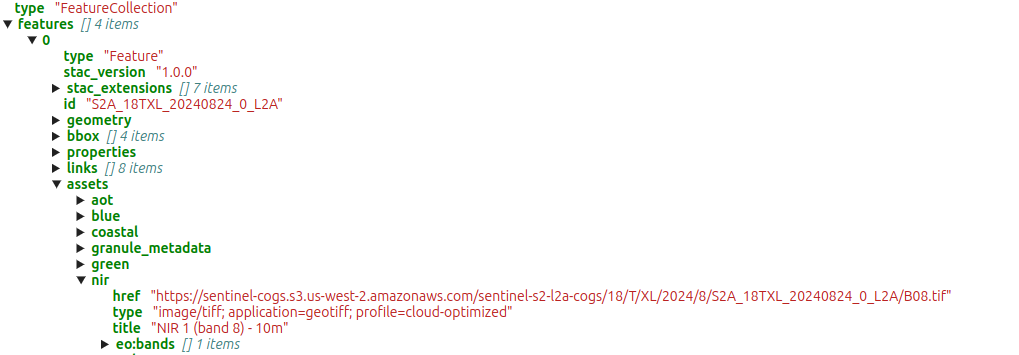 type "FeatureCollection"
features [] 4 items
0
type "Feature"
stac_version "1.0.0"
stac_extensions [] 7 items
id "S2A_18TXL_20240824_0_L2A"
geometry
bbox [] 4 items
properties
links [] 8 items
assets
aot
blue
coastal
granule_metadata
green
nir
href "https://sentinel-cogs.s3.us-west-2.amazonaws.com/sentinel-s2-l2a-cogs/18/T/XL/2024/8/S2A_18TXL_20240824_0_L2A/B08.tif"
type "image/tiff; application=geotiff; profile=cloud-optimized"
title "NIR 1 (band 8) - 10m"
eo:bands [] 1 items